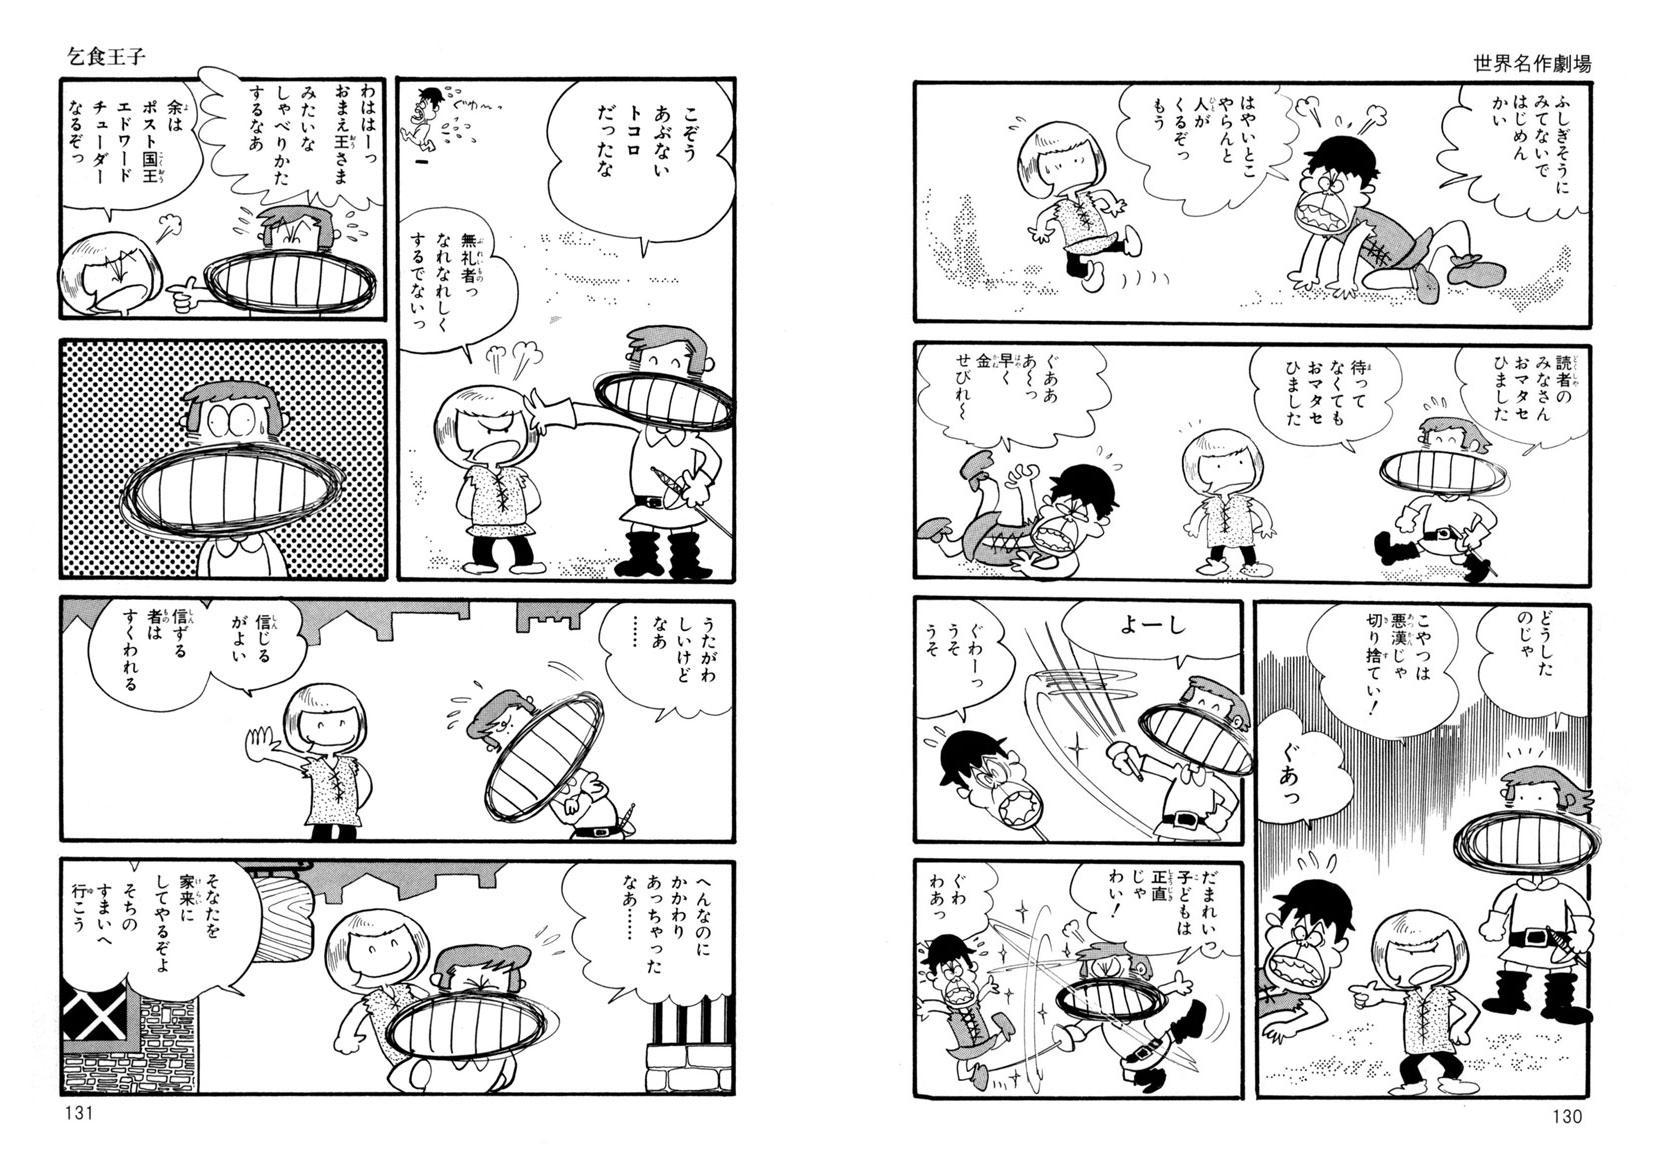 世界名作劇場
ふしぎそうに
みてないで
はじめん
かい
はやいとこ
やらんと
人が
くるぞっ
もう
読者の
みなさん
おマタセ
ひました
待って
なくても
おマタセ
ひました
ぐああ
あ〜っ
早く
金
せびれ〜
どうした
のじゃ
こやつは
悪漢じゃ
切り捨てい!
ぐあっ
よーし
ぐわーっ
うそ
うそ
だまれいっ
子どもは
正直
じゃ
わい!
ぐわ
わあっ
130
乞食王子
こぞう
あぶない
トコロ
だったな
ぐわ〜っ
無礼者っ
なれなれしく
するでないっ
わははーっ
おまえ王さま
みたいな
しゃべりかた
するなあ
余は
ポスト国王
エドワード
チューダー
なるぞっ
うたがわ
しいけど
なあ
……
信じる
がよい
信ずる
者は
すくわれる
へんなのに
かかわり
あっちゃった
なあ……
そなたを
家来に
してやるぞよ
そちの
すまいへ
行こう
131